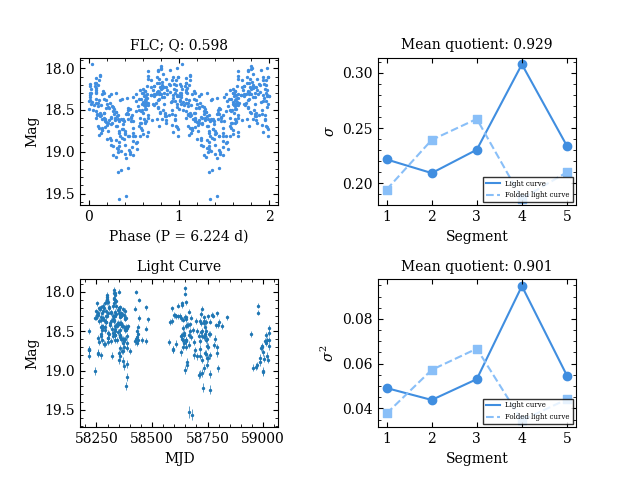 FLC; Q: 0.598
Mag
18.0
18.5
19.0
19.5
0
1
2
Phase (P = 6.224 d)
Mean quotient: 0.929
σ
0.30
0.25
0.20
1
2
3
4
5
Light curve
Folded light curve
Segment
Light Curve
Mag
18.0
18.5
19.0
19.5
58250
58500
58750
59000
MJD
Mean quotient: 0.901
σ²
0.08
0.06
0.04
1
2
3
4
5
Light curve
Folded light curve
Segment